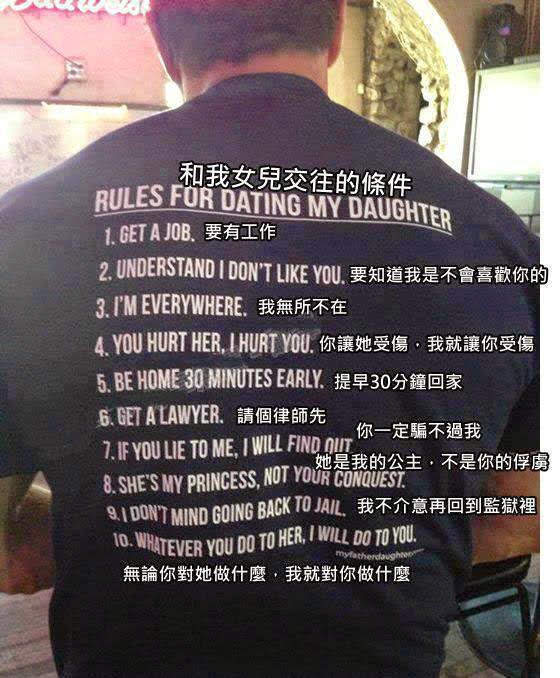 Budweiser
和我女兒交往的條件
RULES FOR DATING MY DAUGHTER
1. GET A JOB. 要有工作
2. UNDERSTAND I DON'T LIKE YOU. 要知道我是不會喜歡你的
3. I'M EVERYWHERE. 我無所不在
4. YOU HURT HER, I HURT YOU. 你讓她受傷，我就讓你受傷
5. BE HOME 30 MINUTES EARLY. 提早30分鐘回家
6. GET A LAWYER. 請個律師先
7. IF YOU LIE TO ME, I WILL FIND OUT 你一定騙不過我
8. SHE'S MY PRINCESS, NOT YOUR CONQUEST. 她是我的公主，不是你的俘虜
9. I DON'T MIND GOING BACK TO JAIL. 我不介意再回到監獄裡
10. WHATEVER YOU DO TO HER, I WILL DO TO YOU.
myfatherdaughter
無論你對她做什麼，我就對你做什麼